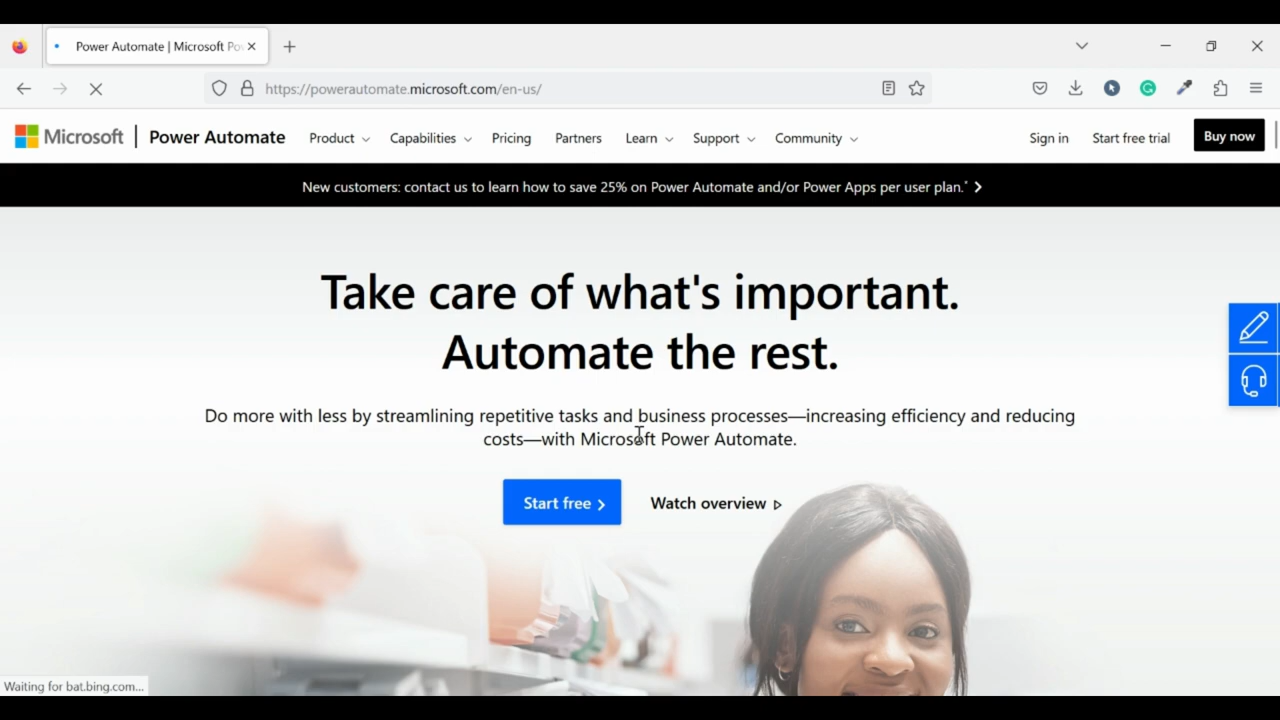 Power Automate | Microsoft Po
https://powerautomate.microsoft.com/en-us/
Microsoft | Power Automate Product Capabilities Pricing Partners Learn Support Community Sign in Start free trial Buy now
New customers: contact us to learn how to save 25% on Power Automate and/or Power Apps per user plan.*
Take care of what's important.
Automate the rest.
Do more with less by streamlining repetitive tasks and business processes—increasing efficiency and reducing
costs—with Microsoft Power Automate.
Start free Watch overview
Waiting for bat.bing.com...